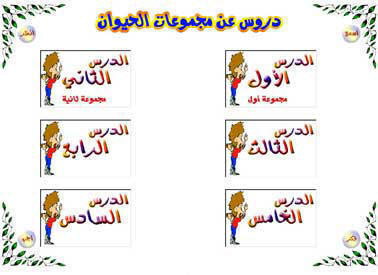 دروس عن مجموعات الحيوان
الدرس
الأول
مجموعة أول
الدرس
الثاني
مجموعة ثانية
الدرس
الثالث
الدرس
الرابع
الدرس
الخامس
الدرس
السادس